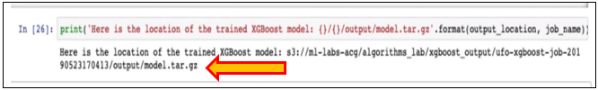 In [26]: print('Here is the location of the trained XGBoost model: {}/{}/output/model.tar.gz'.format(output_location, job_name))
Here is the location of the trained XGBoost model: s3://ml-labs-acg/algorithms_lab/xgboost_output/ufo-xgboost-job-201
90523170413/output/model.tar.gz